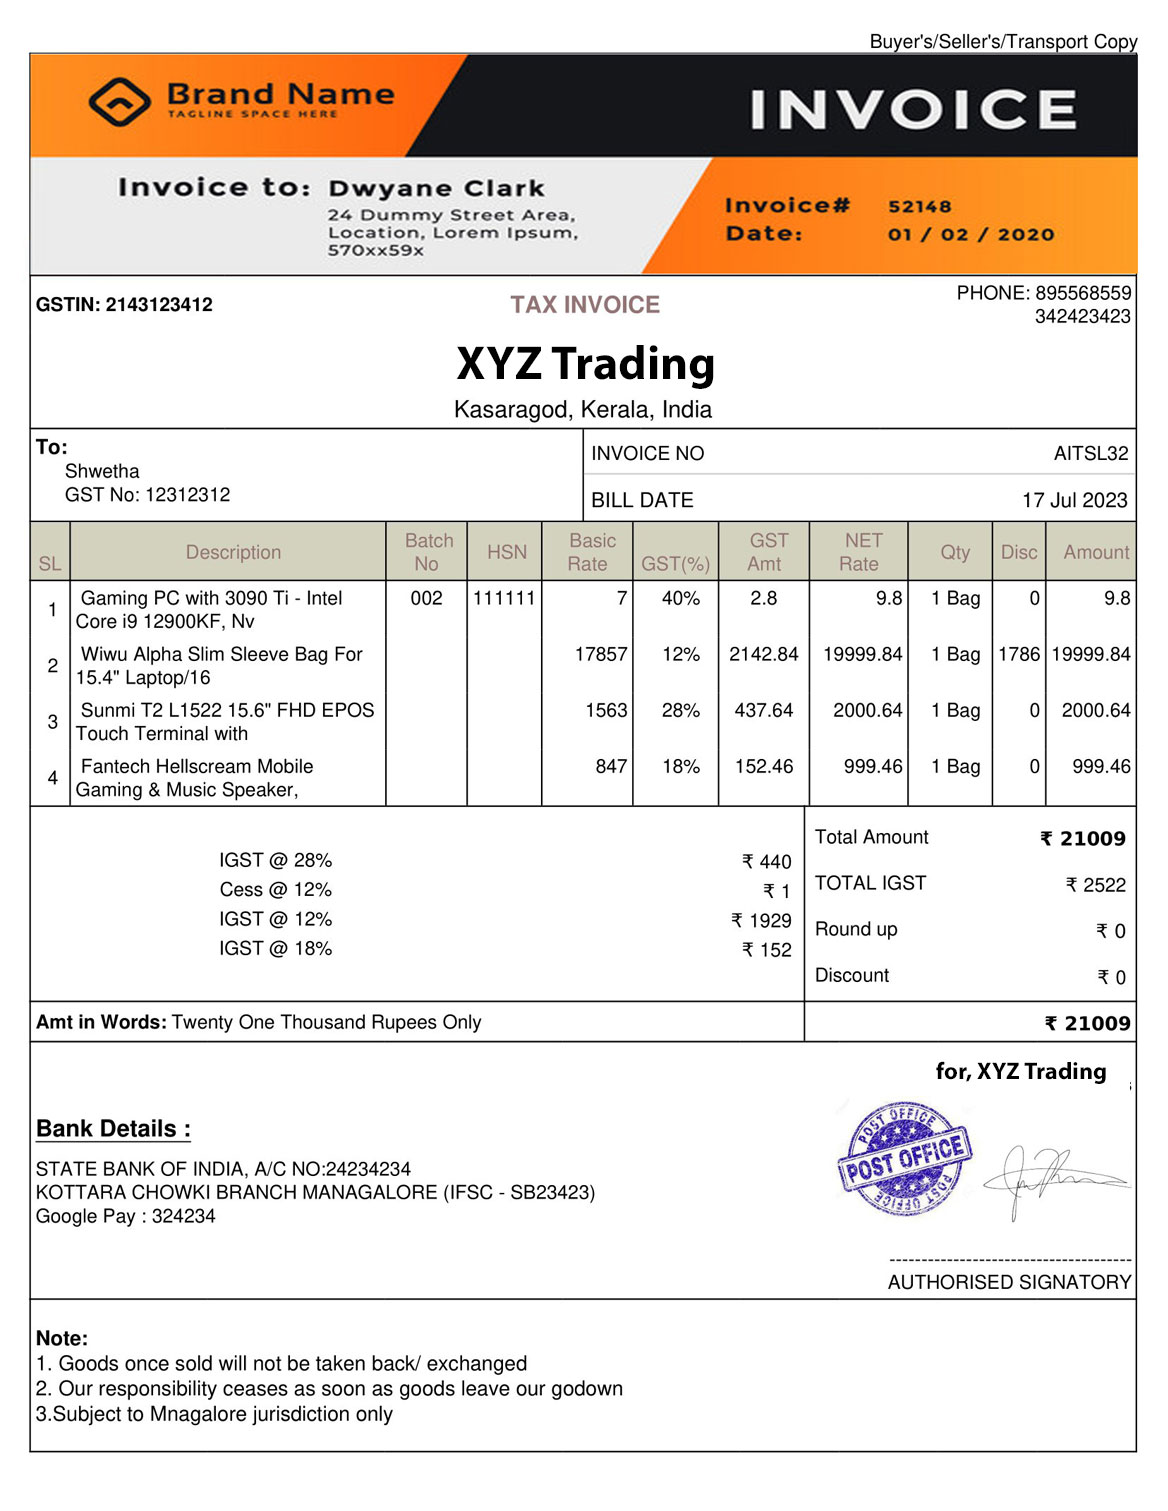 Buyer's/Seller's/Transport Copy
Brand Name
TAGLINE SPACE HERE
INVOICE
Invoice to: Dwyane Clark
24 Dummy Street Area,
Location, Lorem Ipsum,
570xx59x
Invoice# 52148
Date: 01 / 02 / 2020
GSTIN: 2143123412
TAX INVOICE
PHONE: 895568559
342423423
XYZ Trading
Kasaragod, Kerala, India
To:
Shwetha
GST No: 12312312
INVOICE NO AITSL32
BILL DATE 17 Jul 2023
SL Description Batch No HSN Basic Rate GST(%) GST Amt NET Rate Qty Disc Amount
1 Gaming PC with 3090 Ti - Intel 002 111111 7 40% 2.8 9.8 1 Bag 0 9.8
Core i9 12900KF, Nv
2 Wiwu Alpha Slim Sleeve Bag For 17857 12% 2142.84 19999.84 1 Bag 1786 19999.84
15.4" Laptop/16
3 Sunmi T2 L1522 15.6" FHD EPOS 1563 28% 437.64 2000.64 1 Bag 0 2000.64
Touch Terminal with
4 Fantech Hellscream Mobile 847 18% 152.46 999.46 1 Bag 0 999.46
Gaming & Music Speaker,
IGST @ 28% ₹ 440
Cess @ 12% ₹ 1
IGST @ 12% ₹ 1929
IGST @ 18% ₹ 152
Total Amount ₹ 21009
TOTAL IGST ₹ 2522
Round up ₹ 0
Discount ₹ 0
Amt in Words: Twenty One Thousand Rupees Only ₹ 21009
for, XYZ Trading
Bank Details :
STATE BANK OF INDIA, A/C NO:24234234
KOTTARA CHOWKI BRANCH MANAGALORE (IFSC - SB23423)
Google Pay : 324234
POST OFFICE
POST OFFICE
POST OFFICE
AUTHORISED SIGNATORY
Note:
1. Goods once sold will not be taken back/ exchanged
2. Our responsibility ceases as soon as goods leave our godown
3.Subject to Mnagalore jurisdiction only